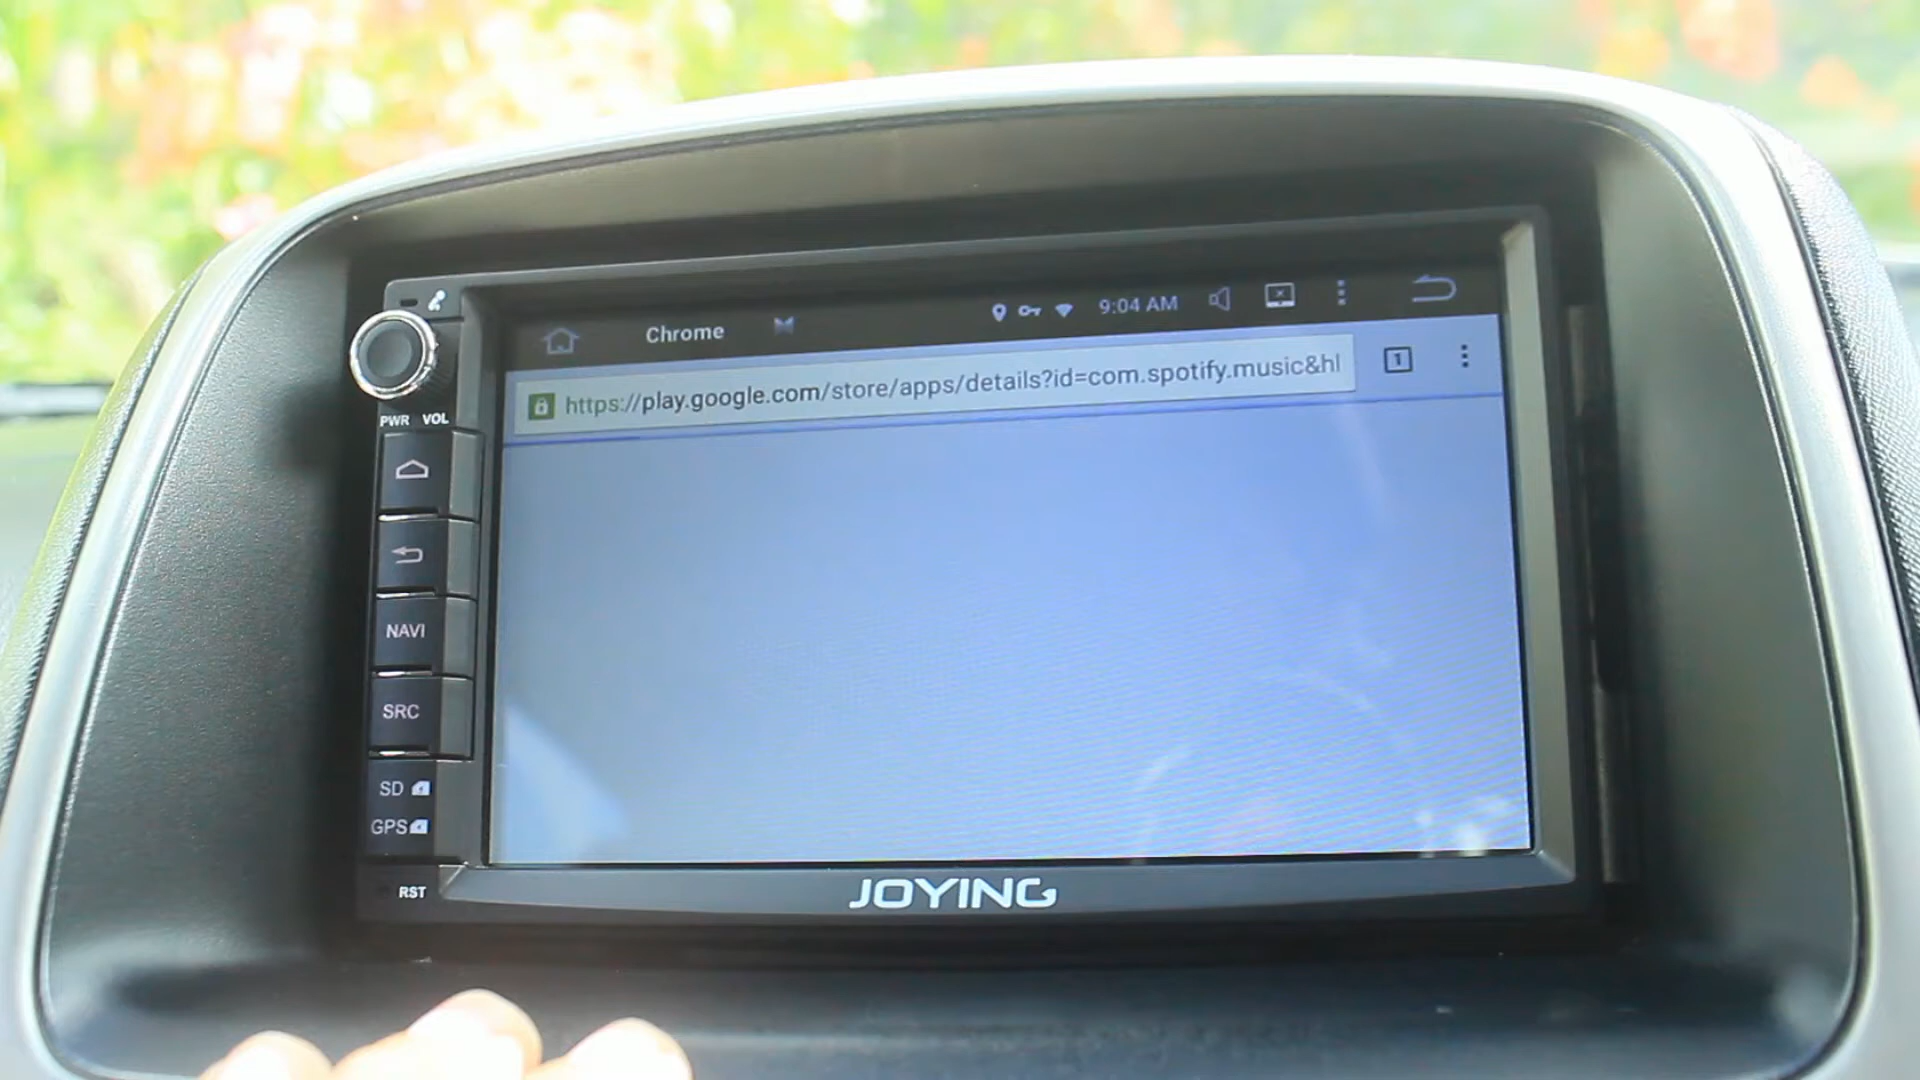 Chrome
9:04 AM
https://play.google.com/store/apps/details?id=com.spotify.music&hl
1
PWR VOL
NAVI
SRC
SD
GPS
RST
JOYING